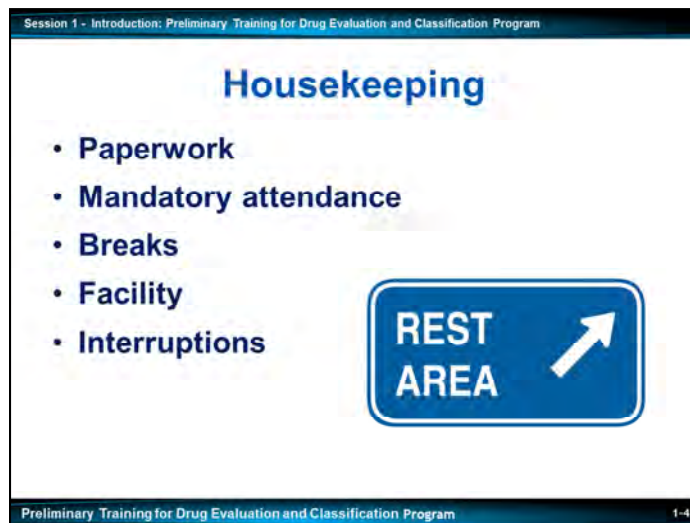 Session 1 - Introduction: Preliminary Training for Drug Evaluation and Classification Program
Housekeeping
• Paperwork
• Mandatory attendance
• Breaks
• Facility
• Interruptions
REST
AREA
Preliminary Training for Drug Evaluation and Classification Program 1-4